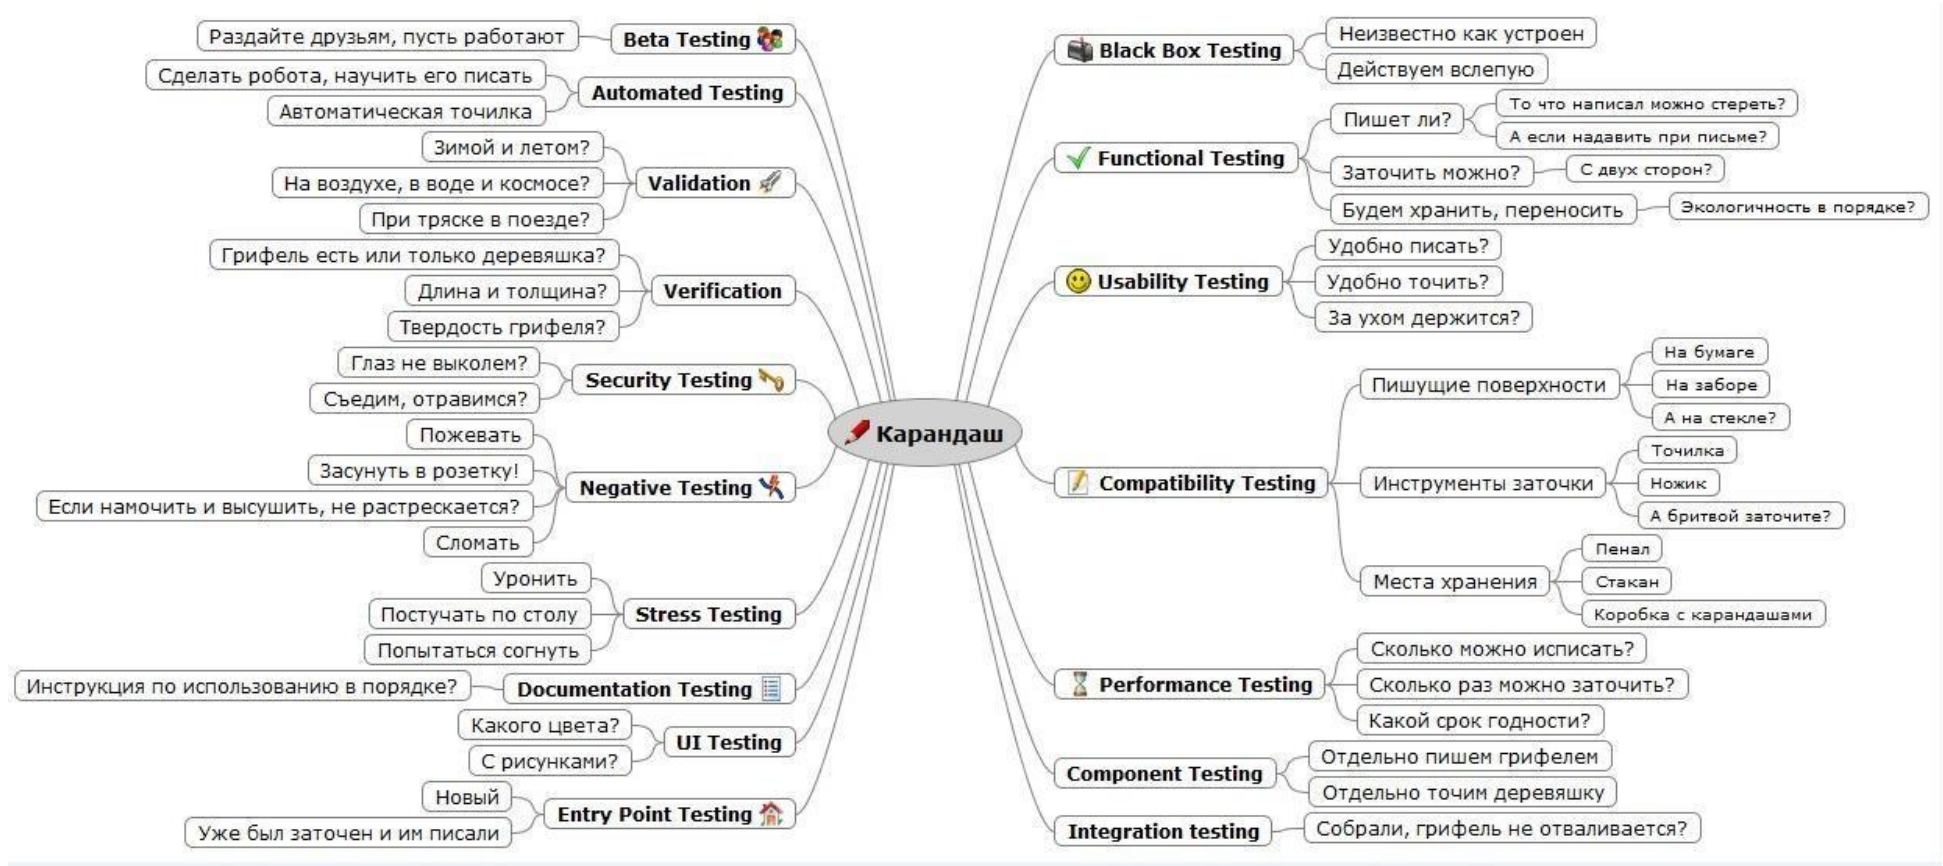 Карандаш
Beta Testing
Раздайте друзьям, пусть работают
Automated Testing
Сделать робота, научить его писать
Автоматическая точилка
Validation
Зимой и летом?
На воздухе, в воде и космосе?
При тряске в поезде?
Verification
Грифель есть или только деревяшка?
Длина и толщина?
Твердость грифеля?
Security Testing
Глаз не выколем?
Съедим, отравимся?
Negative Testing
Пожевать
Засунуть в розетку!
Если намочить и высушить, не растрескается?
Сломать
Stress Testing
Уронить
Постучать по столу
Попытаться согнуть
Documentation Testing
Инструкция по использованию в порядке?
UI Testing
Какого цвета?
С рисунками?
Entry Point Testing
Новый
Уже был заточен и им писали
Black Box Testing
Неизвестно как устроен
Действуем вслепую
Functional Testing
Пишет ли?
То что написал можно стереть?
А если надавить при письме?
Заточить можно?
С двух сторон?
Будем хранить, переносить
Экологичность в порядке?
Usability Testing
Удобно писать?
Удобно точить?
За ухом держится?
Compatibility Testing
Пишущие поверхности
На бумаге
На заборе
А на стекле?
Инструменты заточки
Точилка
Ножик
А бритвой заточите?
Места хранения
Пенал
Стакан
Коробка с карандашами
Performance Testing
Сколько можно исписать?
Сколько раз можно заточить?
Какой срок годности?
Component Testing
Отдельно пишем грифелем
Отдельно точим деревяшку
Integration testing
Собрали, грифель не отваливается?